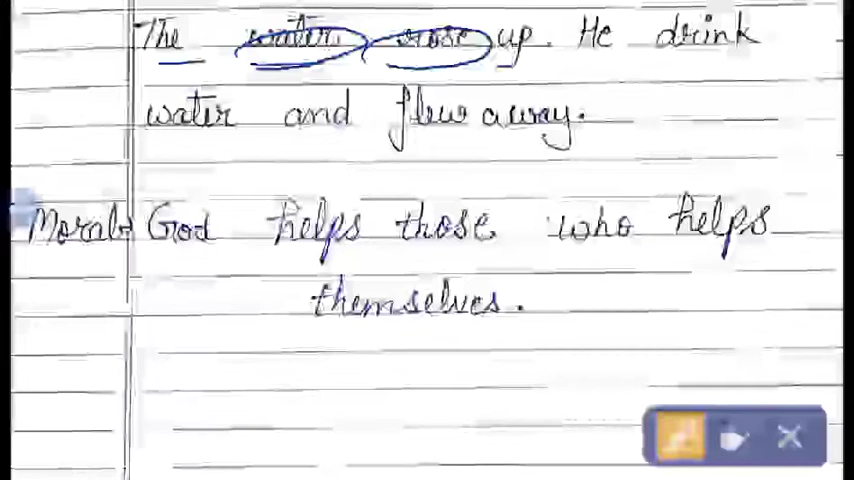 The water rose up. He drink
water and flew away.
Moral:- God helps those who helps
themselves.